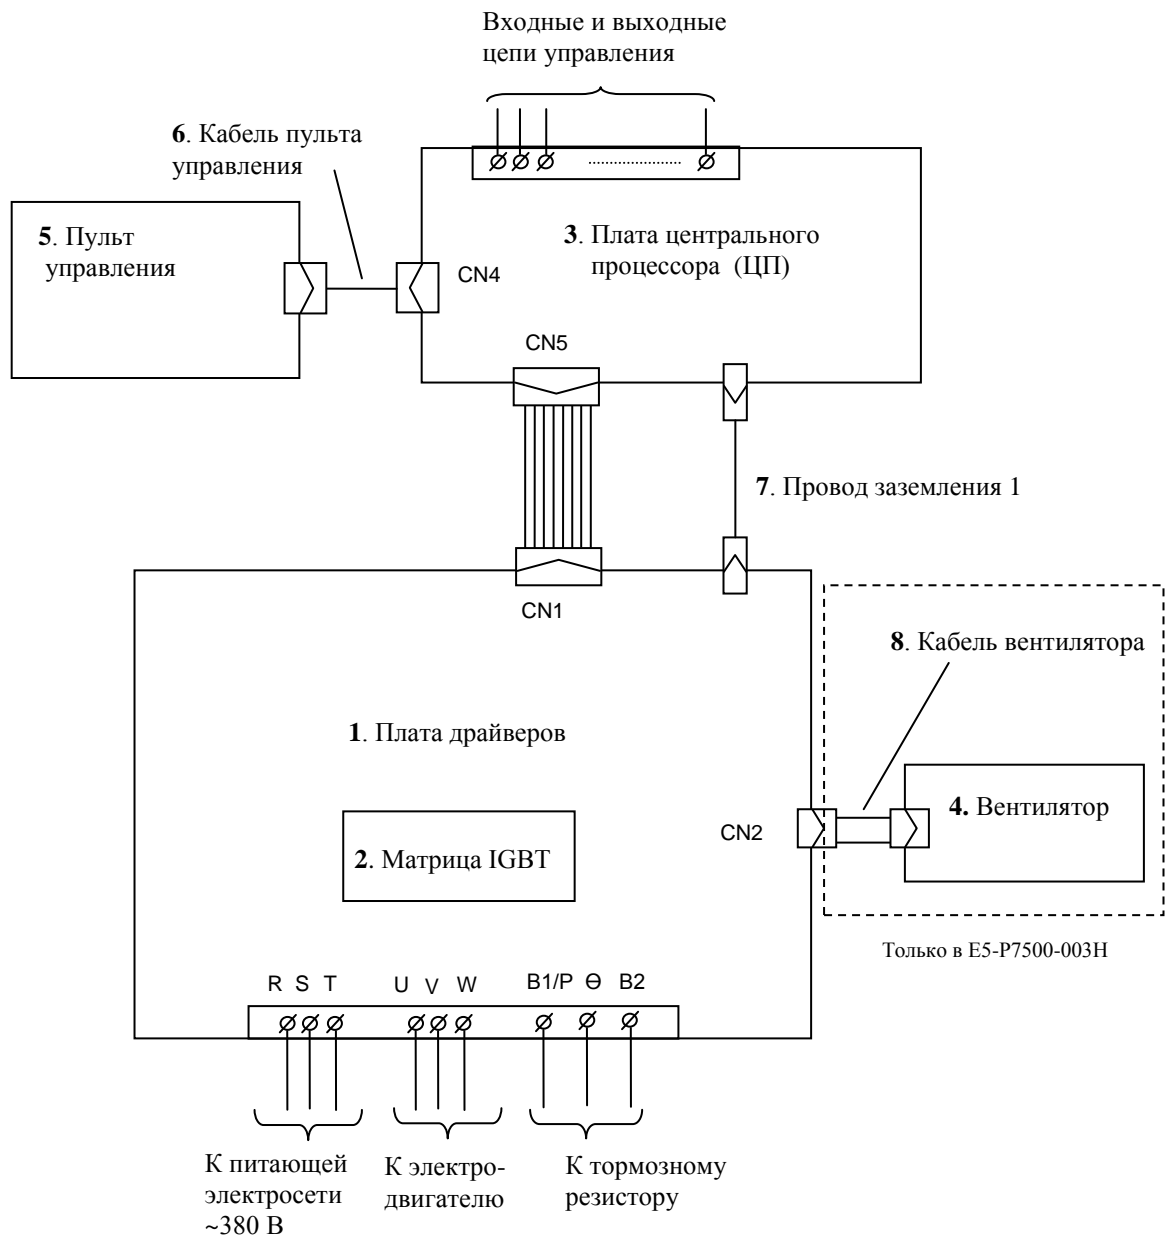 Входные и выходные
цепи управления
6. Кабель пульта
управления
5. Пульт
управления
3. Плата центрального
процессора (ЦП)
CN4
CN5
7. Провод заземления 1
CN1
8. Кабель вентилятора
1. Плата драйверов
4. Вентилятор
CN2
2. Матрица IGBT
Только в E5-P7500-003H
R S T U V W B1/P Ө B2
К питающей
электросети
~380 В
К электро-
двигателю
К тормозному
резистору